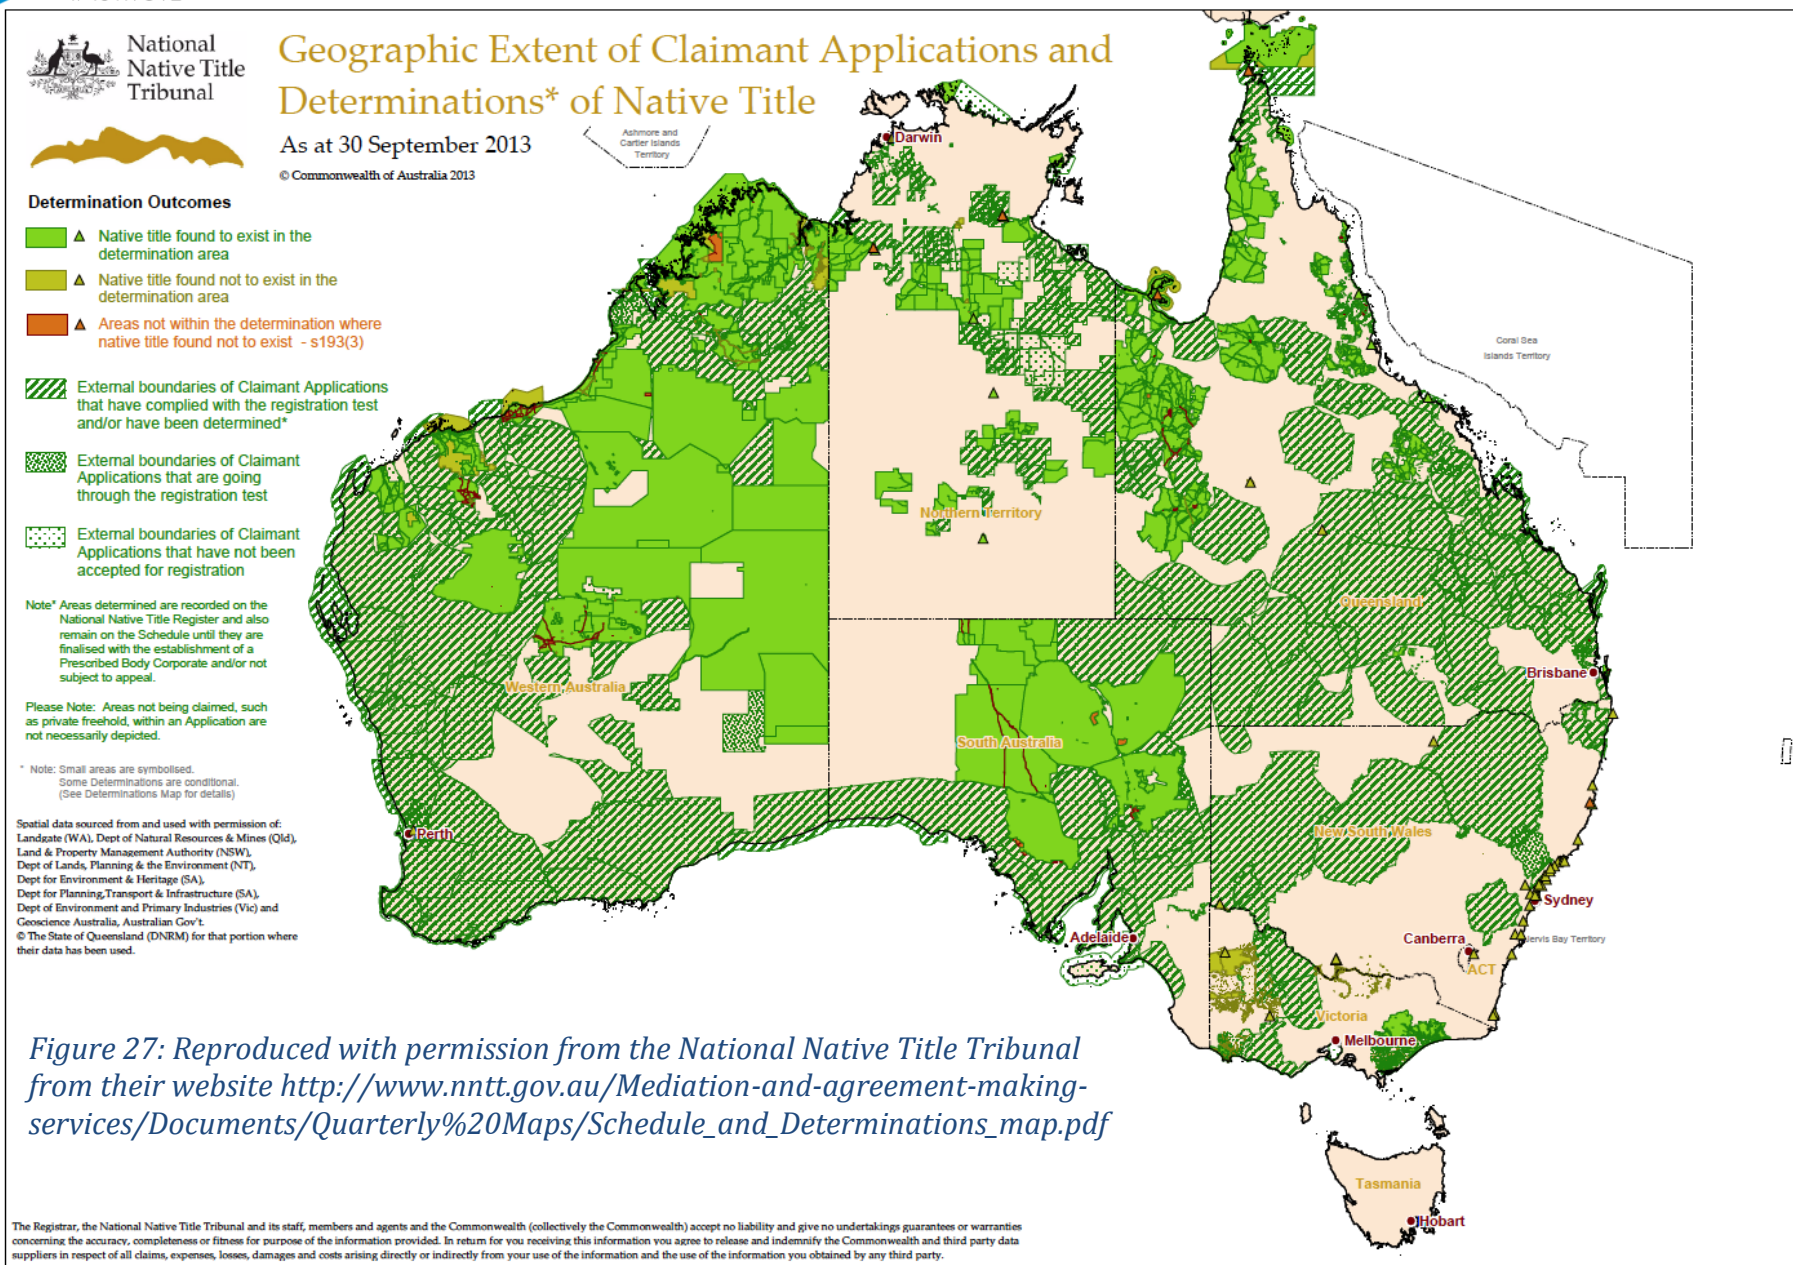 National
Native Title
Tribunal
Geographic Extent of Claimant Applications and
Determinations* of Native Title
As at 30 September 2013
© Commonwealth of Australia 2013
Determination Outcomes
Native title found to exist in the
determination area
Native title found not to exist in the
determination area
Areas not within the determination where
native title found not to exist - s193(3)
External boundaries of Claimant Applications
that have complied with the registration test
and/or have been determined*
External boundaries of Claimant
Applications that are going
through the registration test
External boundaries of Claimant
Applications that have not been
accepted for registration
Note* Areas determined are recorded on the
National Native Title Register and also
remain on the Schedule until they are
finalised with the establishment of a
Prescribed Body Corporate and/or not
subject to appeal.
Please Note: Areas not being claimed, such
as private freehold, within an Application are
not necessarily depicted.
* Note: Small areas are symbolised.
Some Determinations are conditional.
(See Determinations Map for details)
Spatial data sourced from and used with permission of:
Landgate (WA), Dept of Natural Resources & Mines (Qld),
Land & Property Management Authority (NSW),
Dept of Lands, Planning & the Environment (NT),
Dept for Environment & Heritage (SA),
Dept for Planning,Transport & Infrastructure (SA),
Dept of Environment and Primary Industries (Vic) and
Geoscience Australia, Australian Gov't.
© The State of Queensland (DNRM) for that portion where
their data has been used.
Ashmore and
Cartier Islands
Territory
Darwin
Coral Sea
Islands Territory
Northern Territory
Queensland
Brisbane
Western Australia
South Australia
New South Wales
Perth
Sydney
Adelaide
Canberra
Jervis Bay Territory
ACT
Victoria
Melbourne
Tasmania
Hobart
Figure 27: Reproduced with permission from the National Native Title Tribunal
from their website http://www.nntt.gov.au/Mediation-and-agreement-making-
services/Documents/Quarterly%20Maps/Schedule_and_Determinations_map.pdf
The Registrar, the National Native Title Tribunal and its staff, members and agents and the Commonwealth (collectively the Commonwealth) accept no liability and give no undertakings guarantees or warranties
concerning the accuracy, completeness or fitness for purpose of the information provided. In return for you receiving this information you agree to release and indemnify the Commonwealth and third party data
suppliers in respect of all claims, expenses, losses, damages and costs arising directly or indirectly from your use of the information and the use of the information you obtained by any third party.